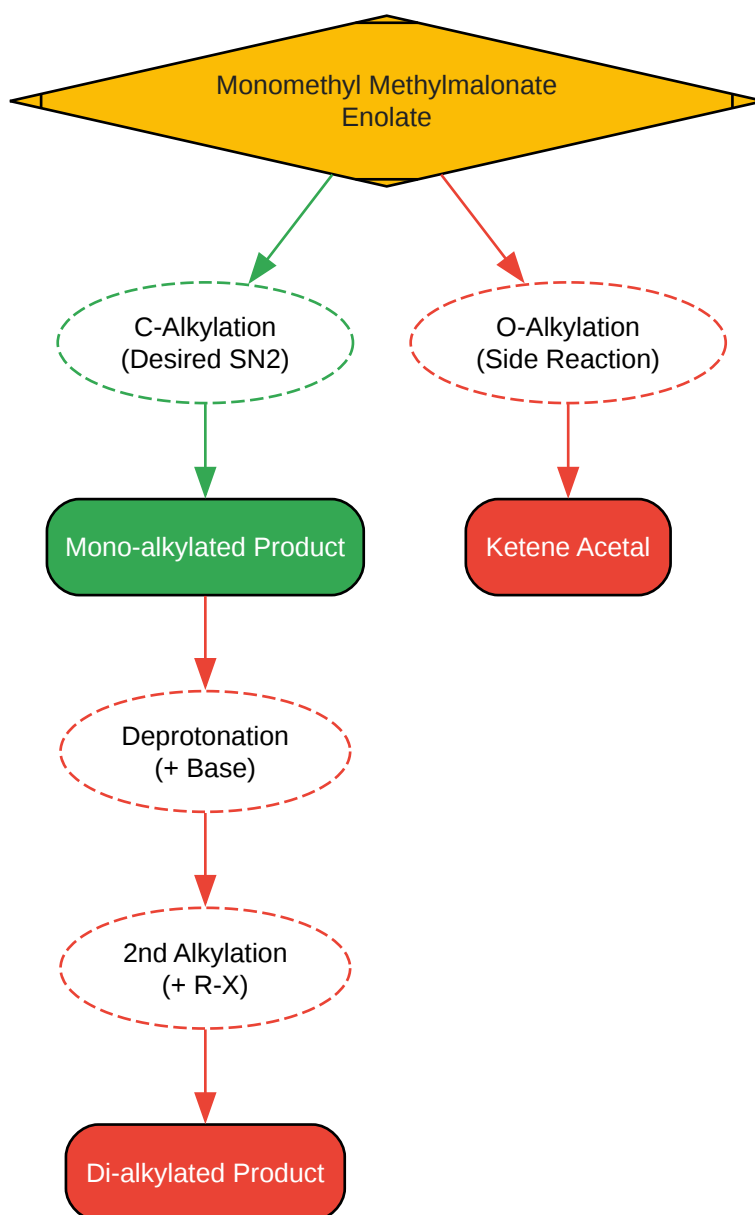 Monomethyl Methylmalonate
Enolate
C-Alkylation
(Desired SN2)
O-Alkylation
(Side Reaction)
Mono-alkylated Product
Ketene Acetal
Deprotonation
(+ Base)
2nd Alkylation
(+ R-X)
Di-alkylated Product